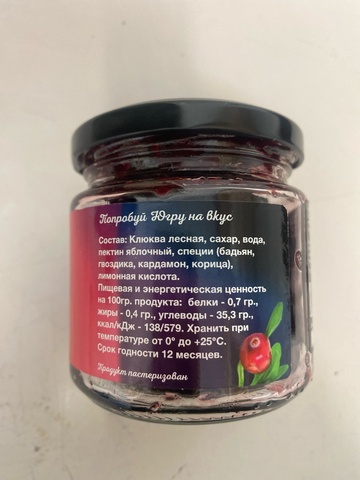 Попробуй Югру на вкус
Состав: Клюква лесная, сахар, вода,
пектин яблочный, специи (бадьян,
гвоздика, кардамон, корица),
лимонная кислота.
Пищевая и энергетическая ценность
на 100гр. продукта: белки - 0,7 гр.,
жиры - 0,4 гр., углеводы - 35,3 гр.,
ккал/кДж - 138/579. Хранить при
температуре от 0° до +25°С.
Срок годности 12 месяцев.
Продукт пастеризован